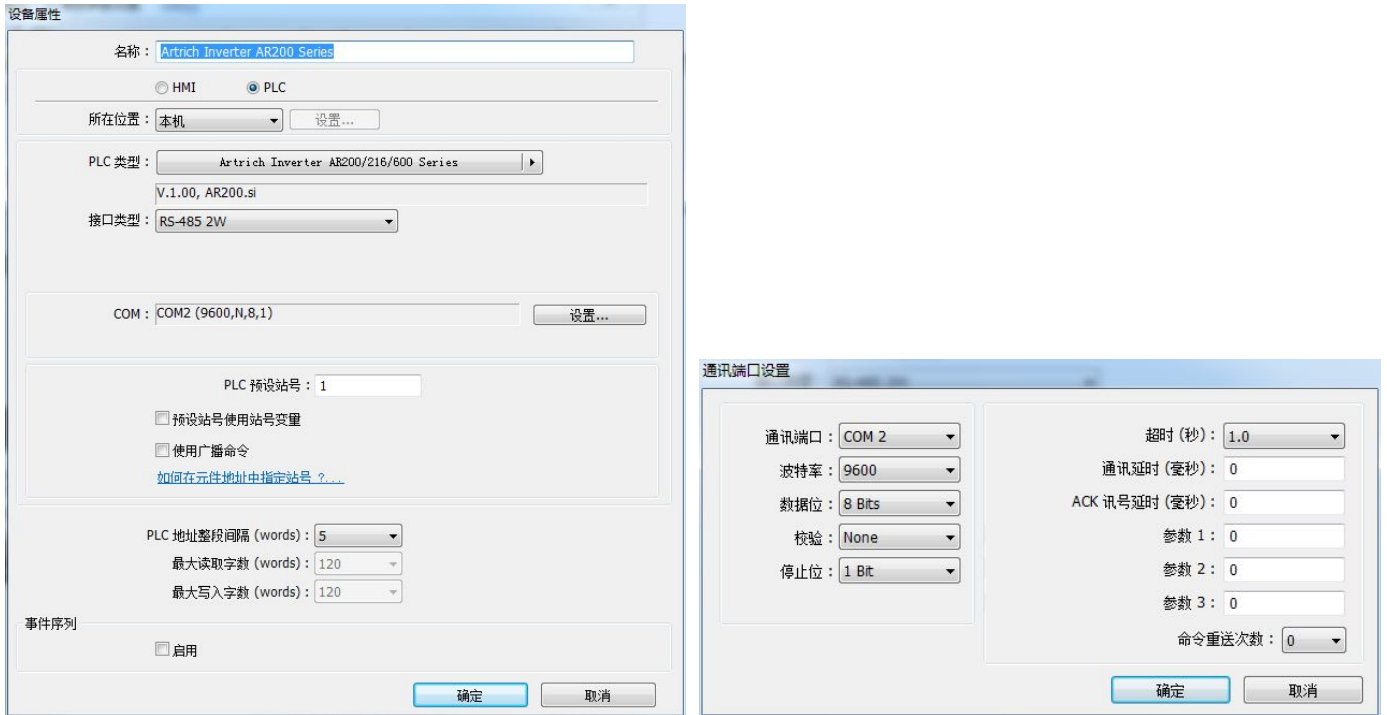 设备属性
名称： Artrich Inverter AR200 Series
HMI PLC
所在位置： 本机 设置...
PLC 类型： Artrich Inverter AR200/216/600 Series
V.1.00, AR200.si
接口类型： RS-485 2W
COM： COM2 (9600,N,8,1) 设置...
PLC 预设站号： 1
预设站号使用站号变量
使用广播命令
如何在元件地址中指定站号 ?...
PLC 地址整段间隔 (words)： 5
最大读取字数 (words)： 120
最大写入字数 (words)： 120
事件序列
启用
确定 取消
通讯端口设置
通讯端口： COM 2
波特率： 9600
数据位： 8 Bits
校验： None
停止位： 1 Bit
超时 (秒)： 1.0
通讯延时 (毫秒)： 0
ACK 讯号延时 (毫秒)： 0
参数 1： 0
参数 2： 0
参数 3： 0
命令重送次数： 0
确定 取消